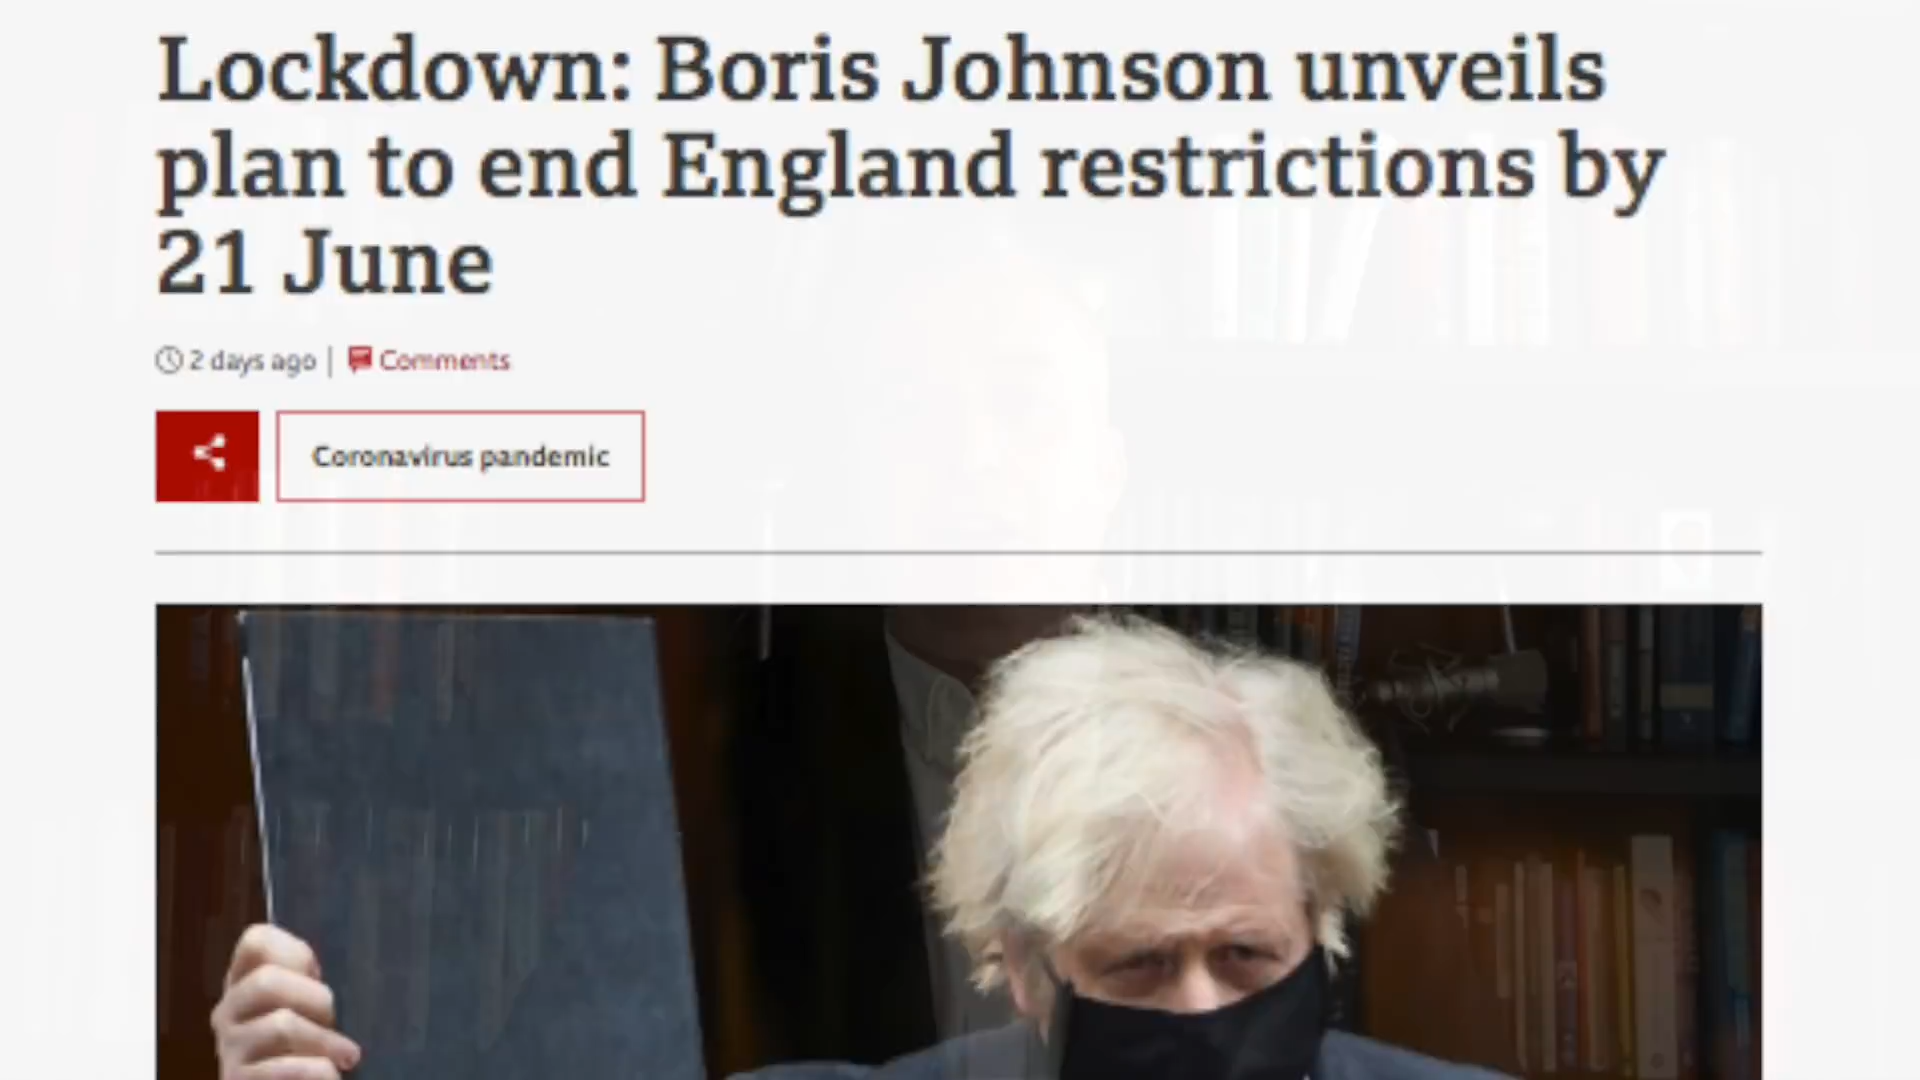 Lockdown: Boris Johnson unveils
plan to end England restrictions by
21 June
2 days ago | Comments
Coronavirus pandemic